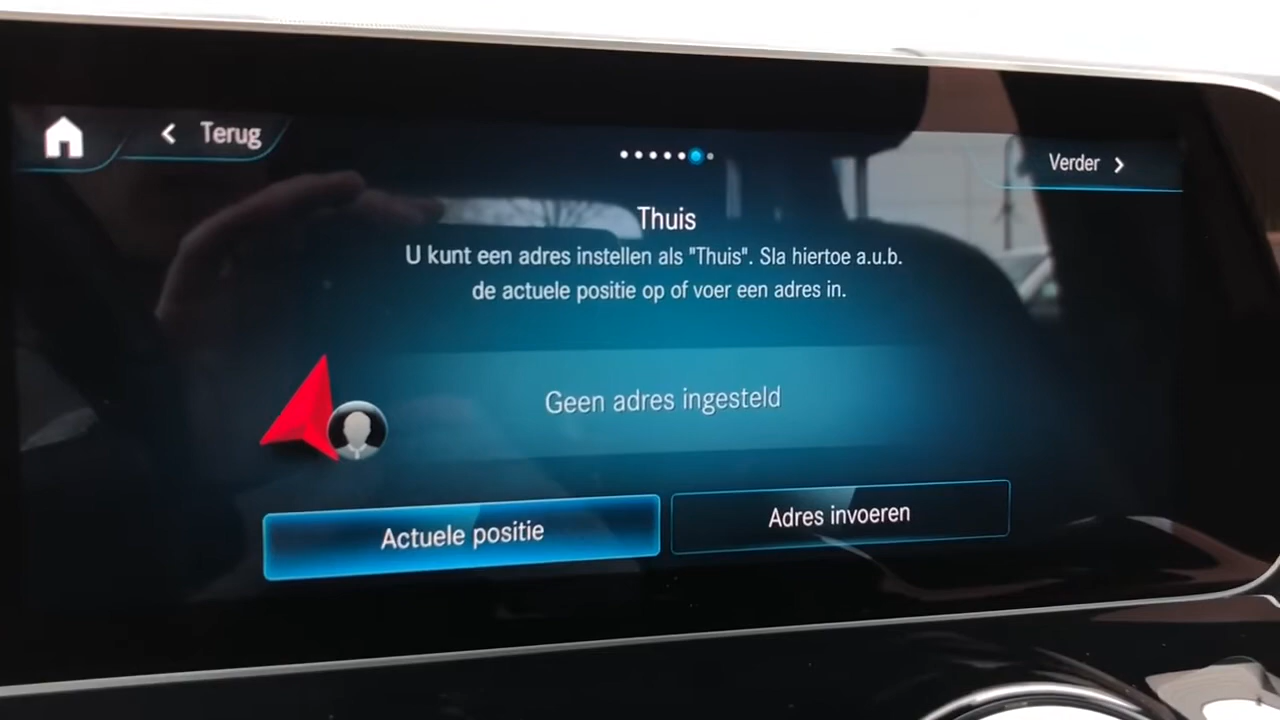 Terug
Verder
Thuis
U kunt een adres instellen als "Thuis". Sla hiertoe a.u.b.
de actuele positie op of voer een adres in.
Geen adres ingesteld
Actuele positie
Adres invoeren